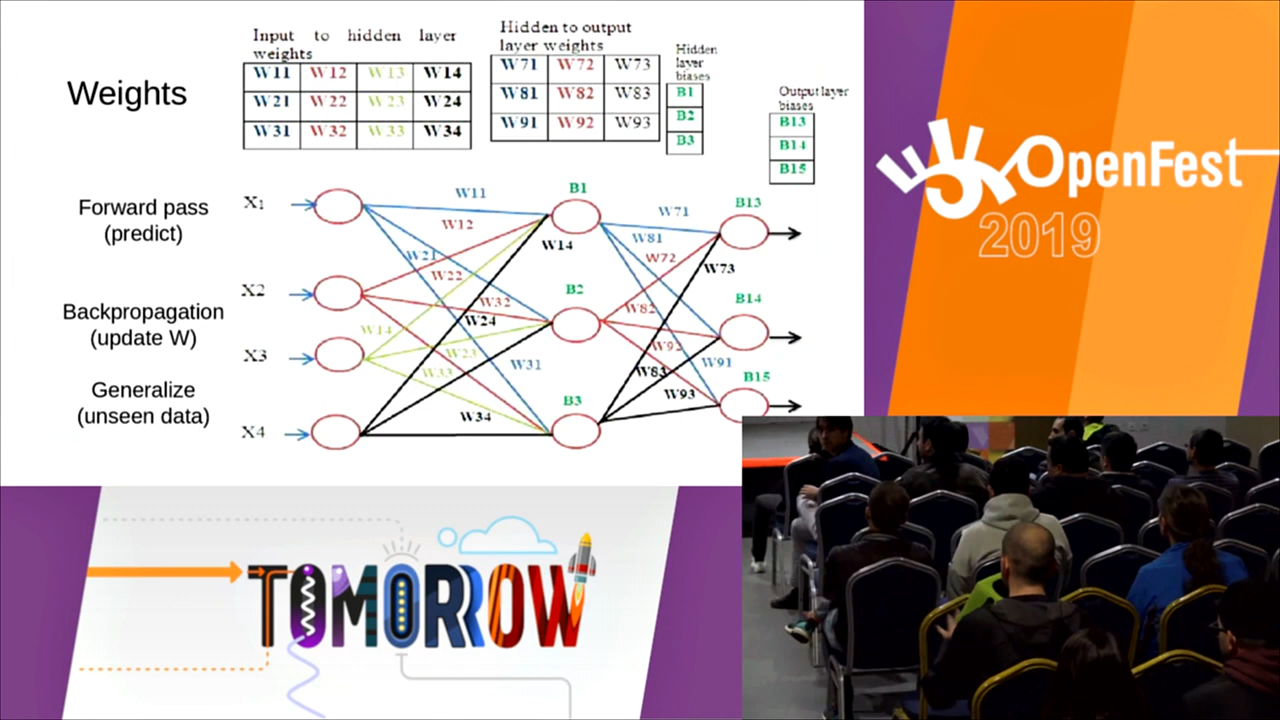 Weights
Input to hidden layer
weights
W11 W12 W13 W14
W21 W22 W23 W24
W31 W32 W33 W34
Hidden to output
layer weights
W71 W72 W73
W81 W82 W83
W91 W92 W93
Hidden
layer
biases
B1
B2
B3
Output layer
biases
B13
B14
B15
Forward pass
(predict)
Backpropagation
(update W)
Generalize
(unseen data)
X1
X2
X3
X4
W11
W12
W21
W22
W32
W24
W14
W14
W23
W33
W31
W34
B1
B2
B3
W71
W81
W72
W73
W82
W92
W91
W83
W93
B13
B14
B15
OpenFest
2019
TOMORROW